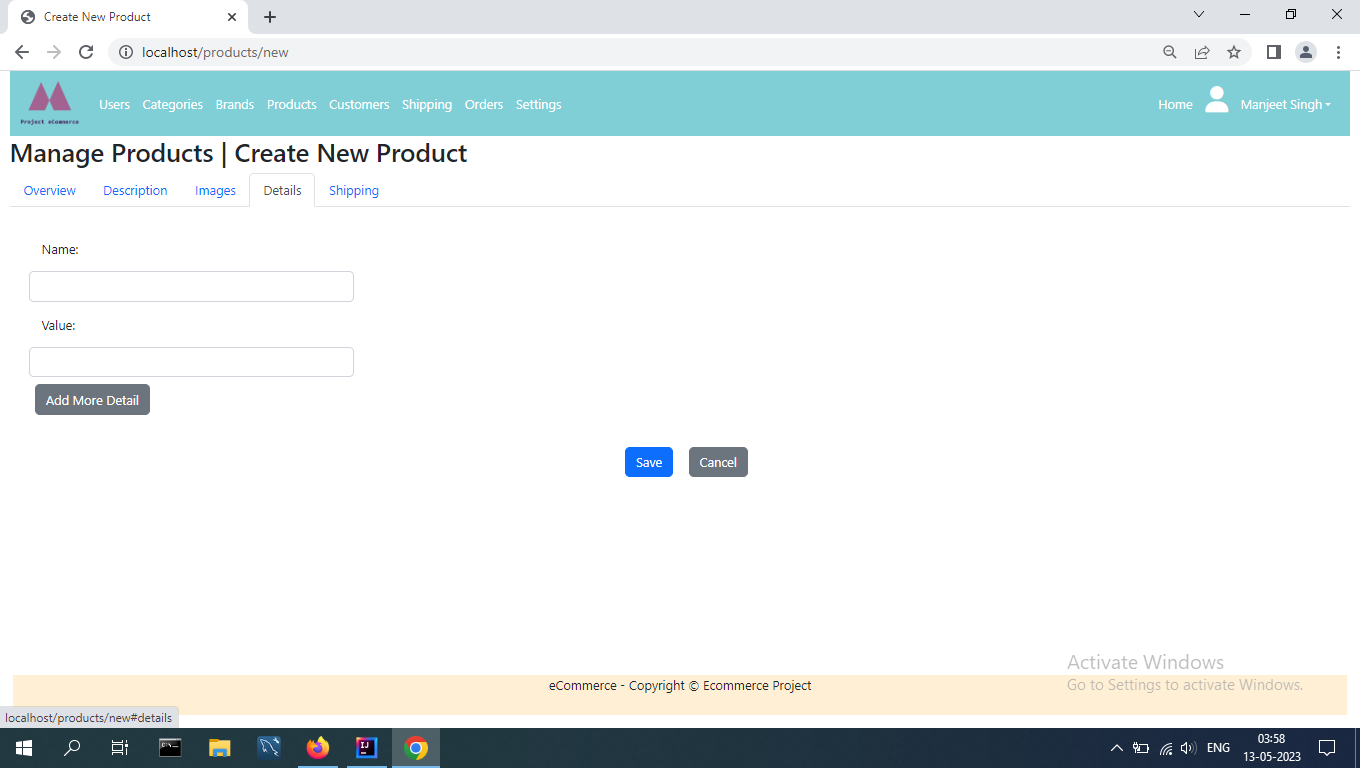 Create New Product
localhost/products/new
Project eCommerce
Users Categories Brands Products Customers Shipping Orders Settings
Home Manjeet Singh
Manage Products | Create New Product
Overview Description Images Details Shipping
Name:
Value:
Add More Detail
Save Cancel
Activate Windows
Go to Settings to activate Windows.
eCommerce - Copyright © Ecommerce Project
localhost/products/new#details
ENG
03:58
13-05-2023